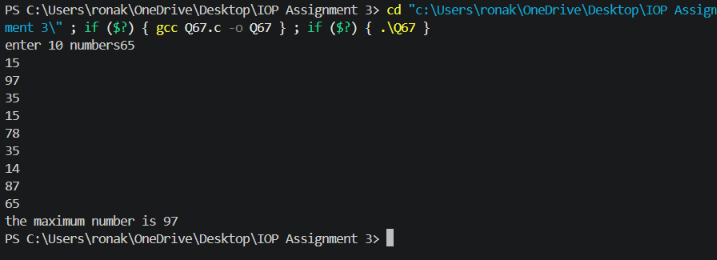 PS C:\Users\ronak\OneDrive\Desktop\IOP Assignment 3> cd "c:\Users\ronak\OneDrive\Desktop\IOP Assign
ment 3\" ; if ($?) { gcc Q67.c -o Q67 } ; if ($?) { .\Q67 }
enter 10 numbers65
15
97
35
15
78
35
14
87
65
the maximum number is 97
PS C:\Users\ronak\OneDrive\Desktop\IOP Assignment 3>